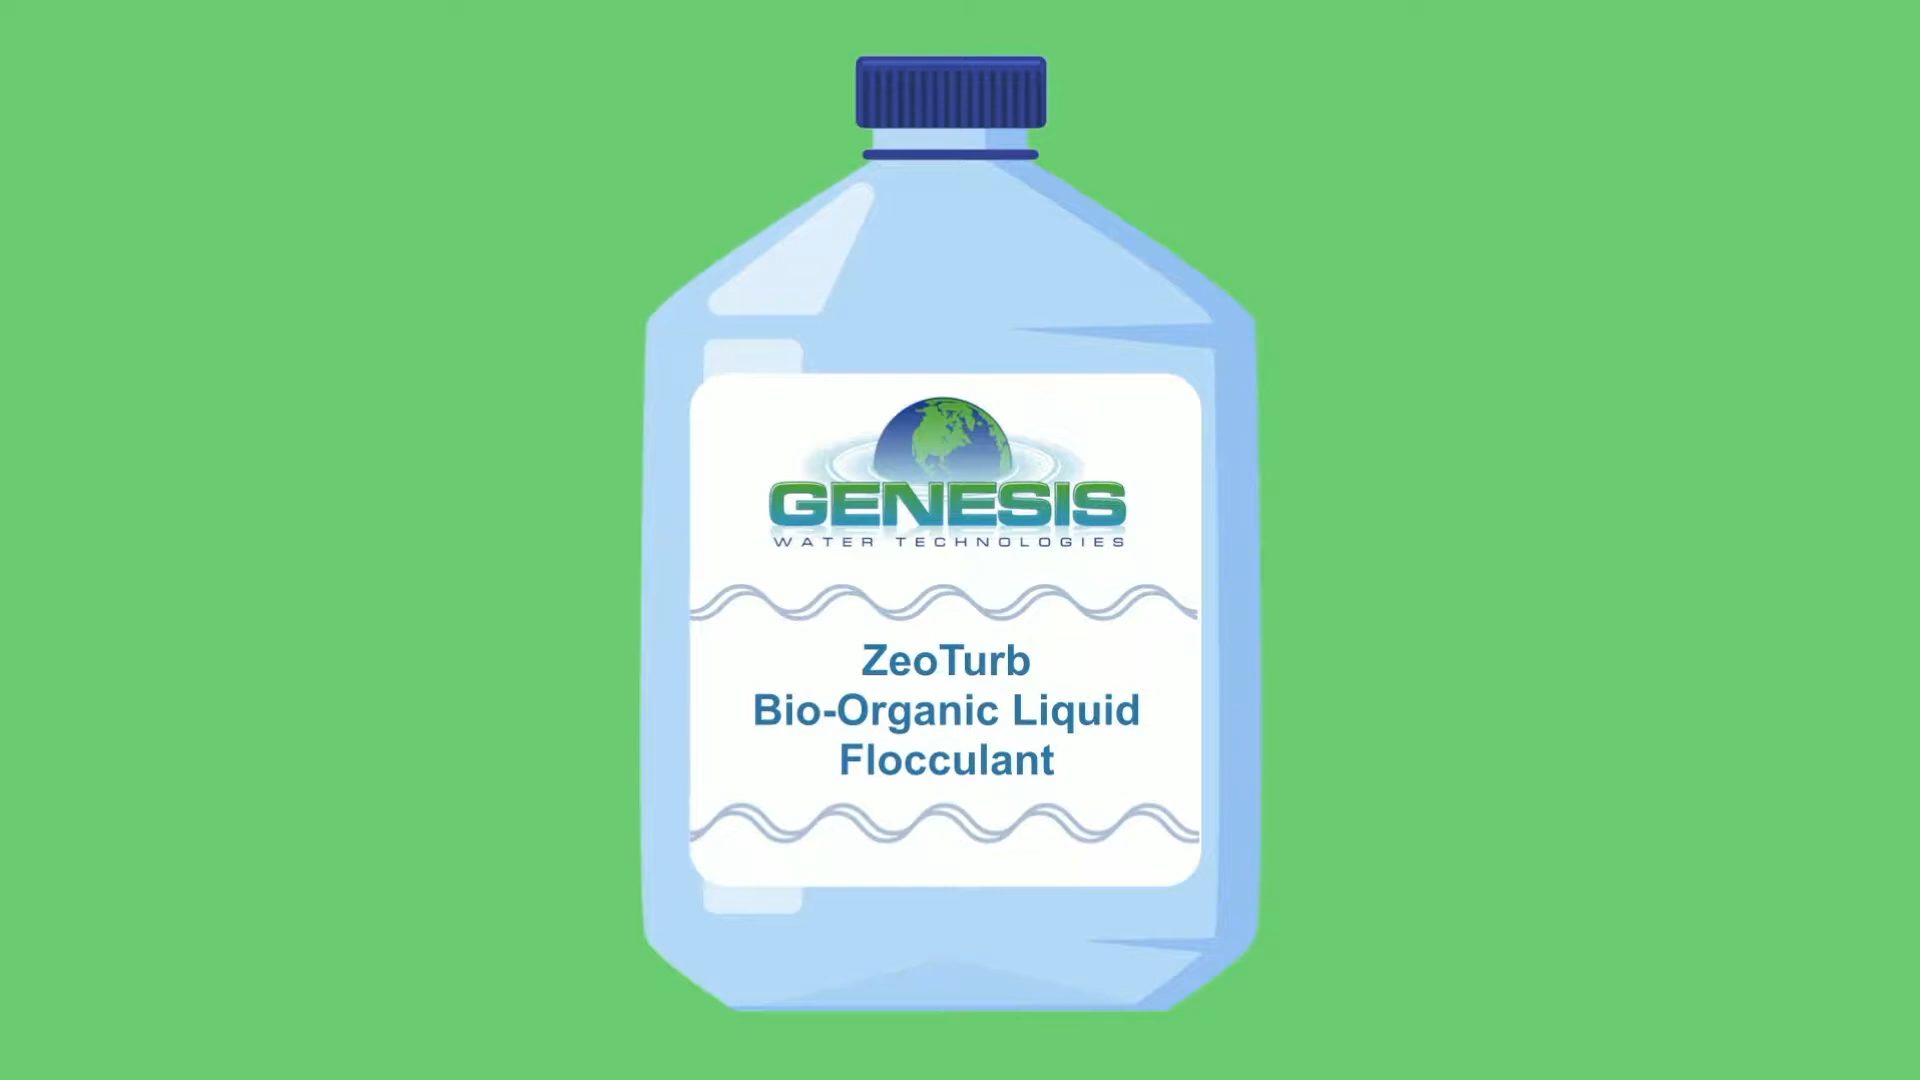 GENESIS
WATER TECHNOLOGIES
ZeoTurb
Bio-Organic Liquid
Flocculant